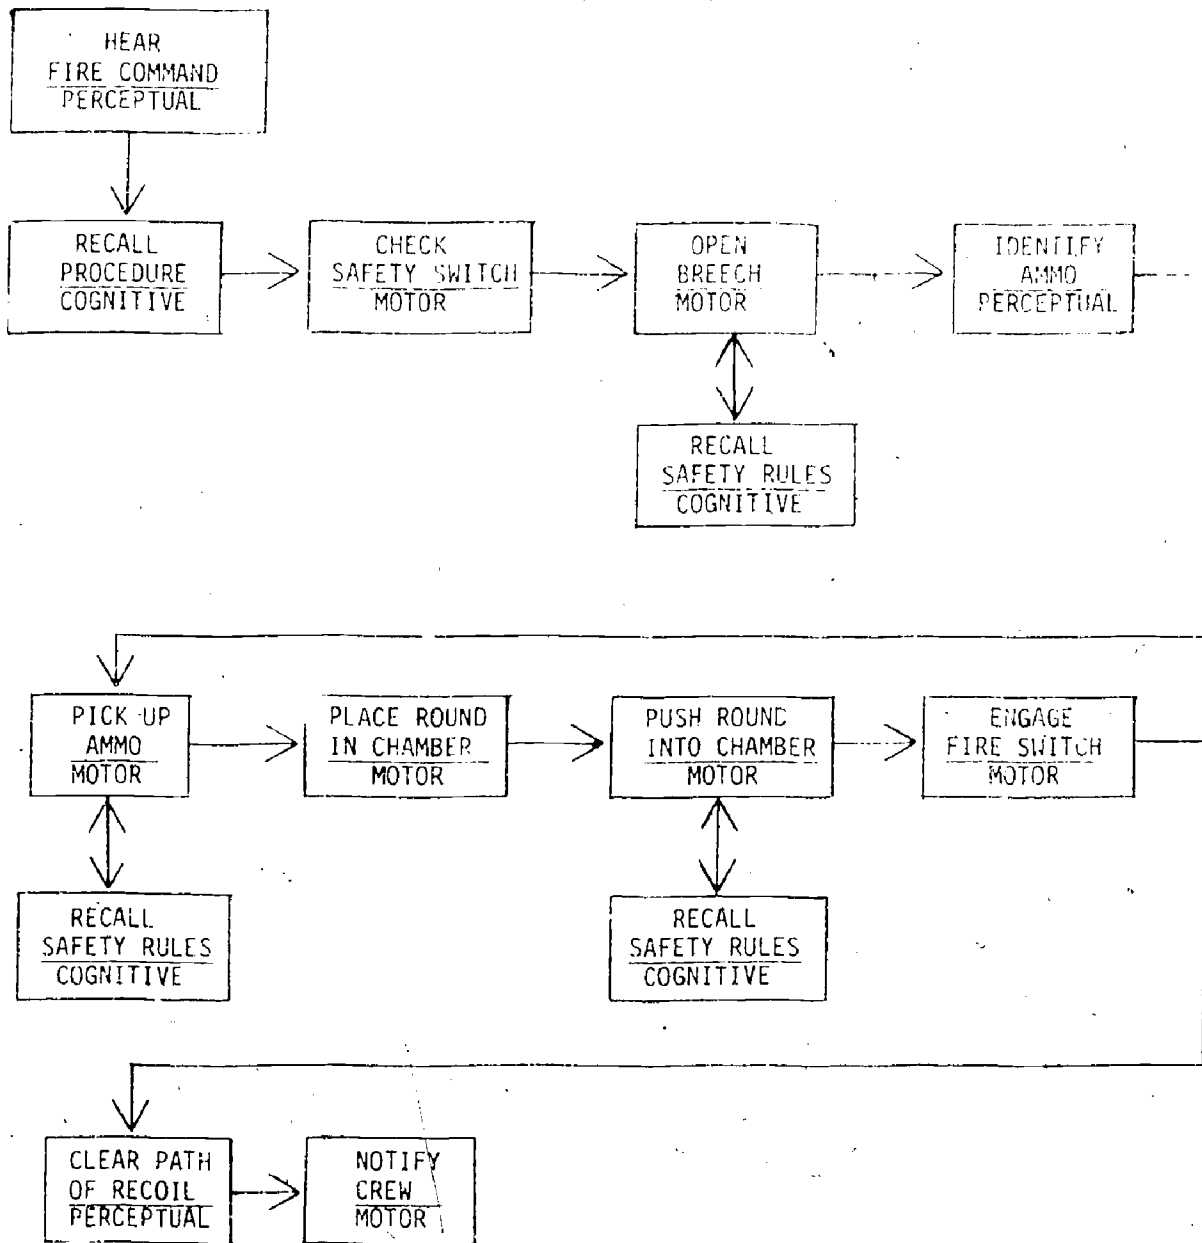 HEAR
FIRE COMMAND
PERCEPTUAL
RECALL
PROCEDURE
COGNITIVE
CHECK
SAFETY SWITCH
MOTOR
OPEN
BREECH
MOTOR
IDENTIFY
AMMO
PERCEPTUAL
RECALL
SAFETY RULES
COGNITIVE
PICK UP
AMMO
MOTOR
PLACE ROUND
IN CHAMBER
MOTOR
PUSH ROUND
INTO CHAMBER
MOTOR
ENGAGE
FIRE SWITCH
MOTOR
RECALL
SAFETY RULES
COGNITIVE
RECALL
SAFETY RULES
COGNITIVE
CLEAR PATH
OF RECOIL
PERCEPTUAL
NOTIFY
CREW
MOTOR